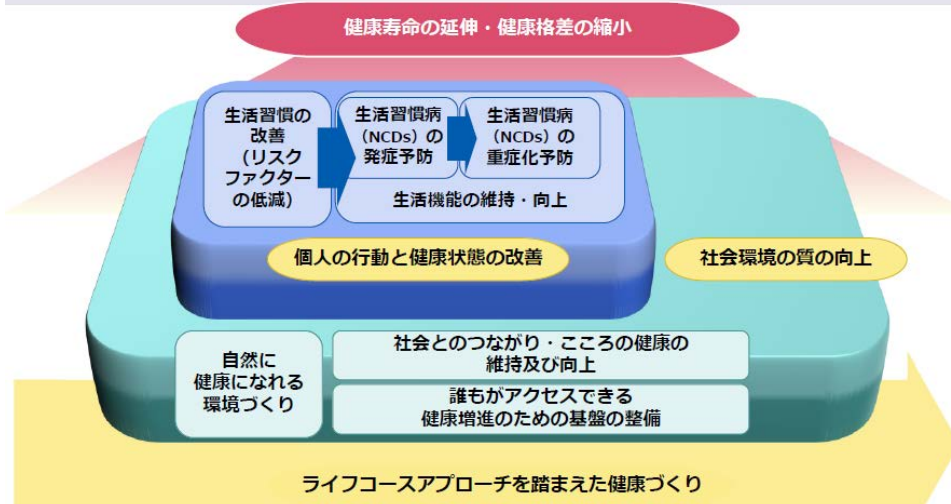 健康寿命の延伸・健康格差の縮小
生活習慣の
改善
(リスク
ファクター
の低減)
生活習慣病
(NCDs)の
発症予防
生活習慣病
(NCDs)の
重症化予防
生活機能の維持・向上
個人の行動と健康状態の改善
社会環境の質の向上
自然に
健康になれる
環境づくり
社会とのつながり・こころの健康の
維持及び向上
誰もがアクセスできる
健康増進のための基盤の整備
ライフコースアプローチを踏まえた健康づくり